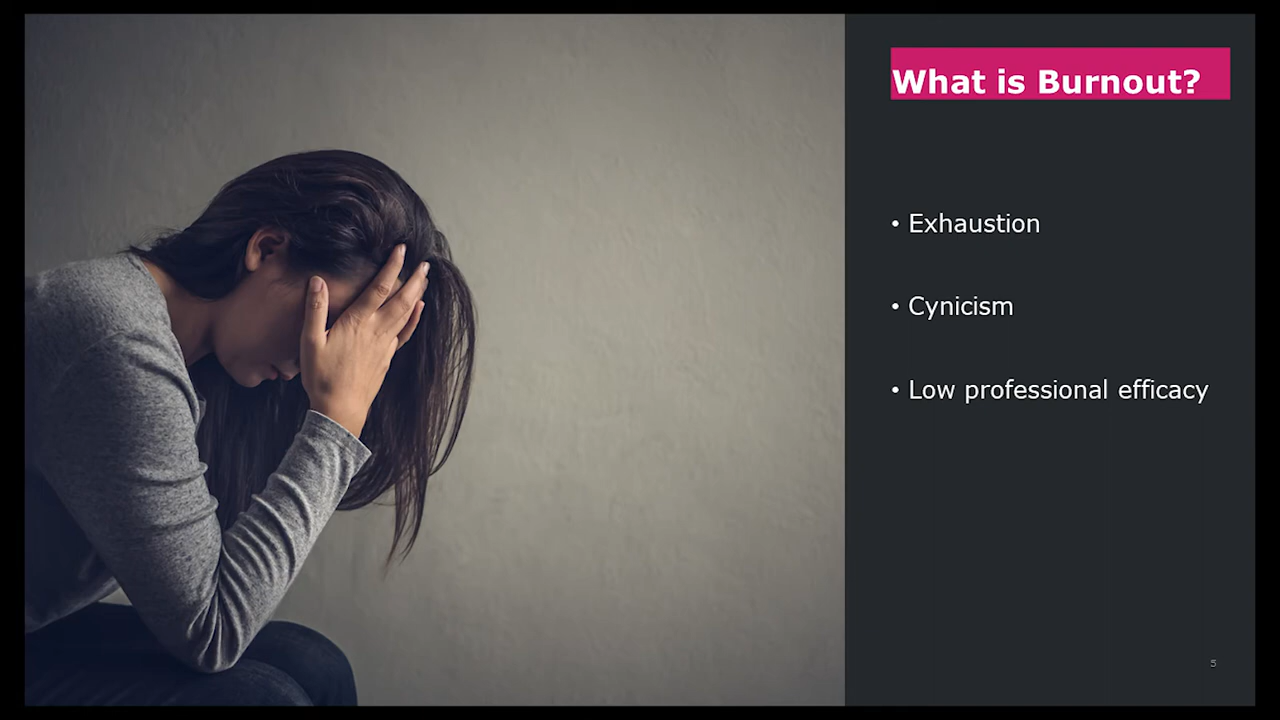 What is Burnout?
• Exhaustion
• Cynicism
• Low professional efficacy
5